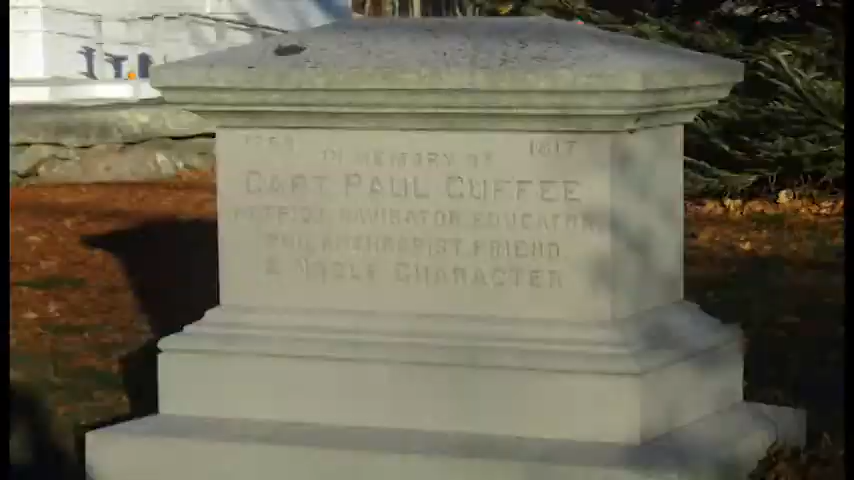 1759 1817
IN MEMORY OF
CAPT. PAUL CUFFEE
PATRIOT, NAVIGATOR, EDUCATOR,
PHILANTHROPIST, FRIEND
A NOBLE CHARACTER